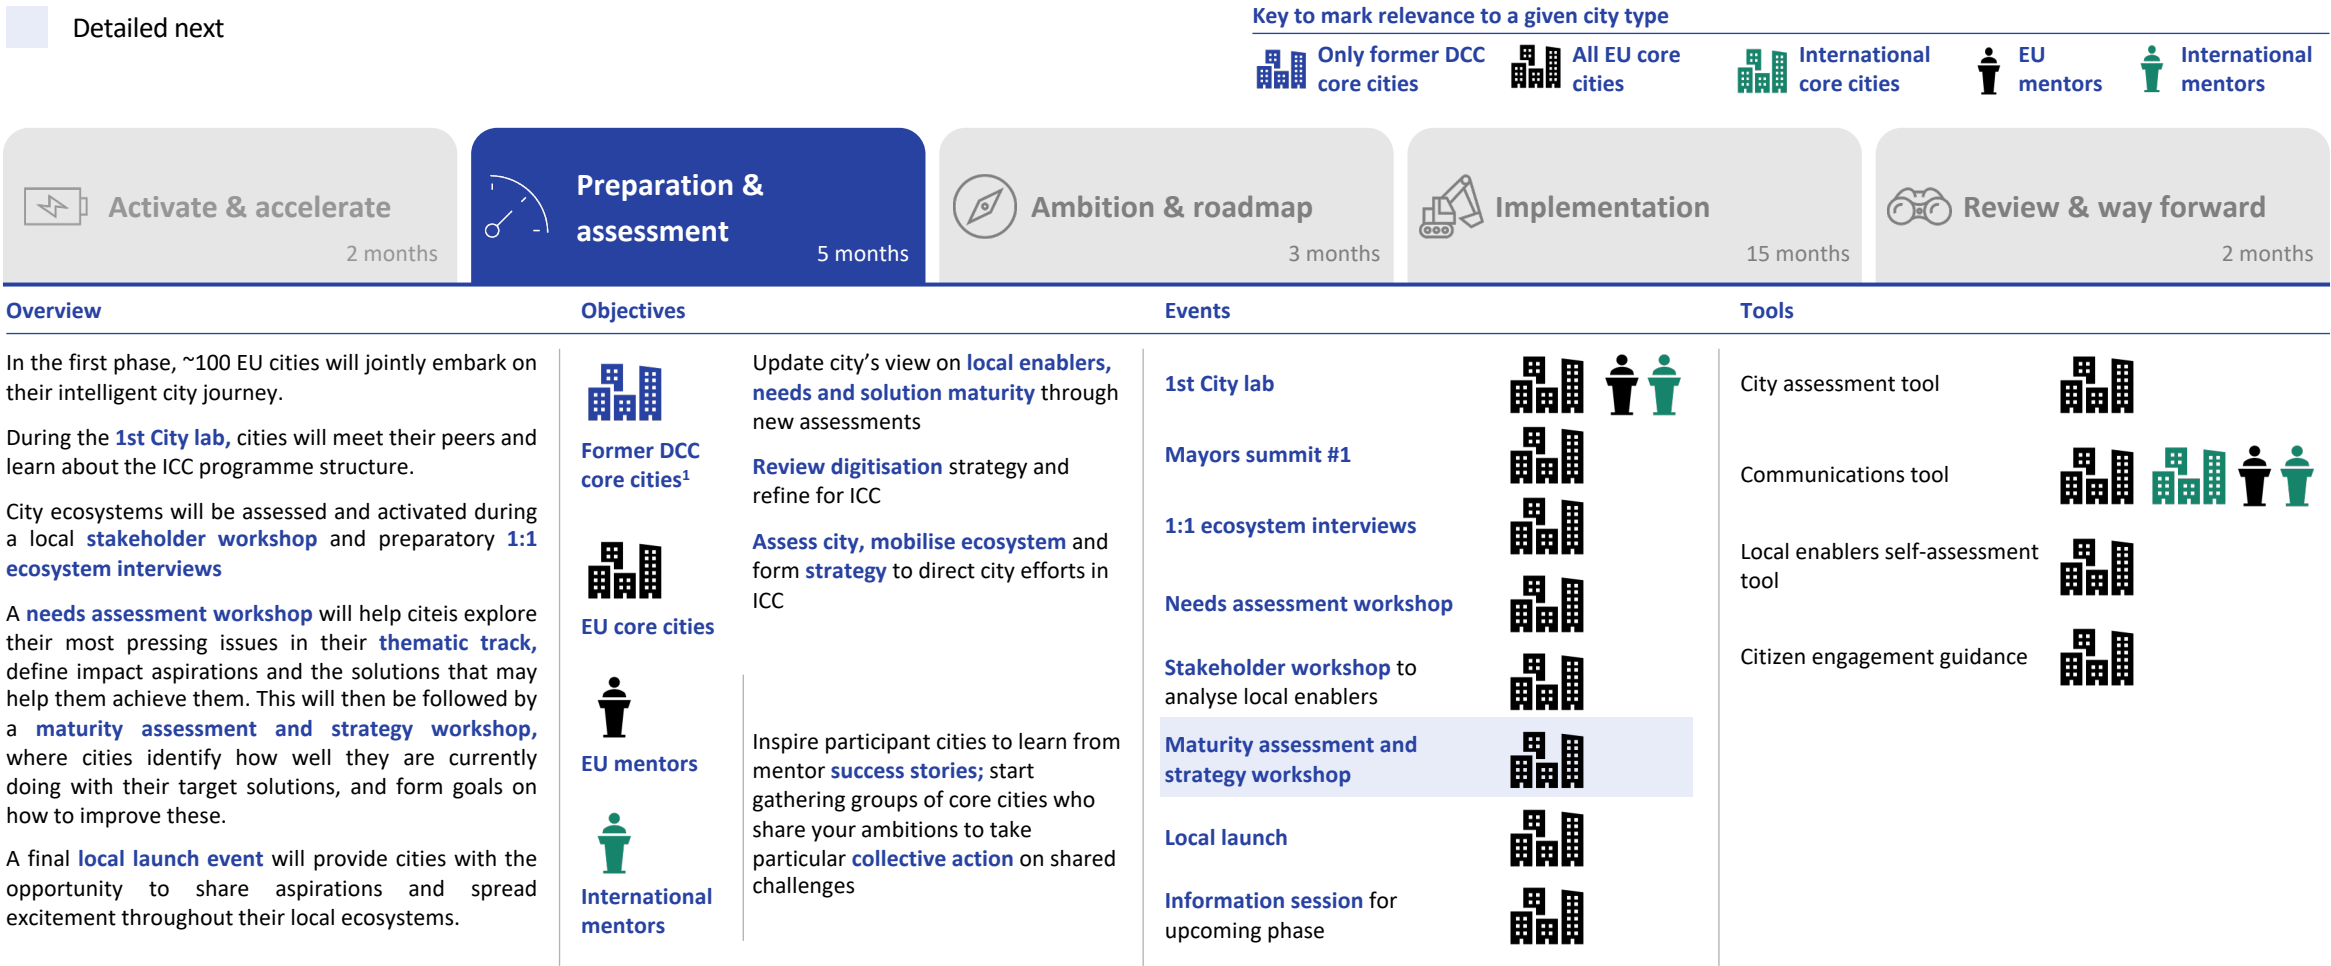 Detailed next
Key to mark relevance to a given city type
Only former DCC
core cities
All EU core
cities
International
core cities
EU
mentors
International
mentors
Activate & accelerate
2 months
Preparation &
assessment
5 months
Ambition & roadmap
3 months
Implementation
15 months
Review & way forward
2 months
Overview
In the first phase, ~100 EU cities will jointly embark on
their intelligent city journey.
During the 1st City lab, cities will meet their peers and
learn about the ICC programme structure.
City ecosystems will be assessed and activated during
a local stakeholder workshop and preparatory 1:1
ecosystem interviews
A needs assessment workshop will help citeis explore
their most pressing issues in their thematic track,
define impact aspirations and the solutions that may
help them achieve them. This will then be followed by
a maturity assessment and strategy workshop,
where cities identify how well they are currently
doing with their target solutions, and form goals on
how to improve these.
A final local launch event will provide cities with the
opportunity to share aspirations and spread
excitement throughout their local ecosystems.
Objectives
Former DCC
core cities1
Update city's view on local enablers,
needs and solution maturity through
new assessments
Review digitisation strategy and
refine for ICC
EU core cities
Assess city, mobilise ecosystem and
form strategy to direct city efforts in
ICC
EU mentors
International
mentors
Inspire participant cities to learn from
mentor success stories; start
gathering groups of core cities who
share your ambitions to take
particular collective action on shared
challenges
Events
1st City lab
Mayors summit #1
1:1 ecosystem interviews
Needs assessment workshop
Stakeholder workshop to
analyse local enablers
Maturity assessment and
strategy workshop
Local launch
Information session for
upcoming phase
Tools
City assessment tool
Communications tool
Local enablers self-assessment
tool
Citizen engagement guidance